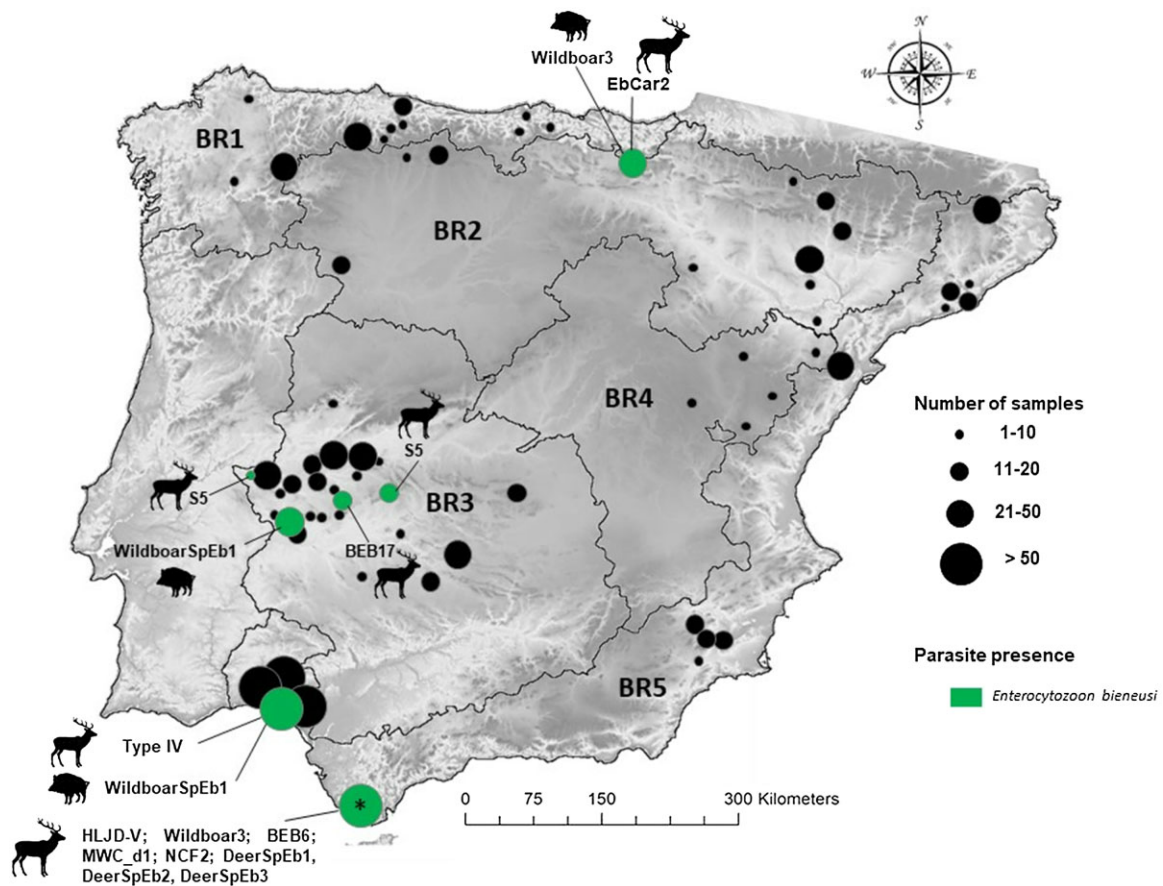 Wildboar3
EbCar2
N
W
E
S
BR1
BR2
BR4
S5
S5
BR3
WildboarSpEb1
BEB17
BR5
Number of samples
1-10
11-20
21-50
> 50
Parasite presence
Enterocytozoon bieneusi
Type IV
WildboarSpEb1
*
HLJD-V; Wildboar3; BEB6;
MWC_d1; NCF2; DeerSpEb1,
DeerSpEb2, DeerSpEb3
0 75 150 300 Kilometers